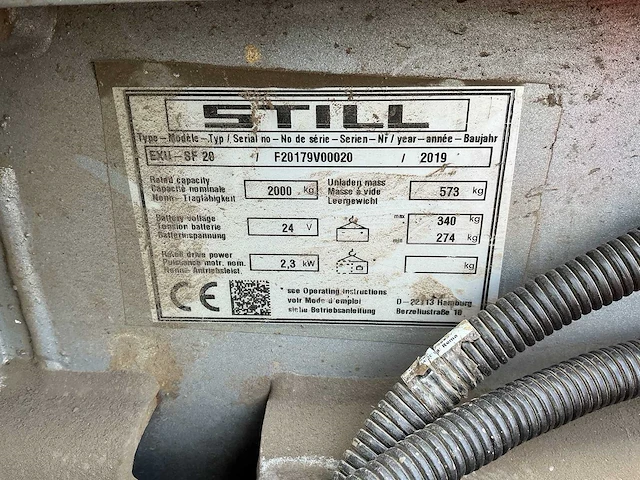 STILL
Type – Modèle – Typ / Serial no – No de série – Serien – Nr / year – année – Baujahr
EXU – SF 20 / F20179V00020 / 2019
Rated capacity
Capacité nominale
Nenn – Tragfähigkeit
2000 kg
Unladen mass
Masse à vide
Leergewicht
573 kg
Battery voltage
Tension batterie
Batteriespannung
24 V
max 340 kg
min 274 kg
Rated drive power
Puissance motr. nom.
Nenn – Antriebsleist.
2,3 kW
kg
CE
* see Operating instructions
voir Mode d'emploi
siehe Betriebsanleitung
D – 22113 Hamburg
Berzeliustraße 10